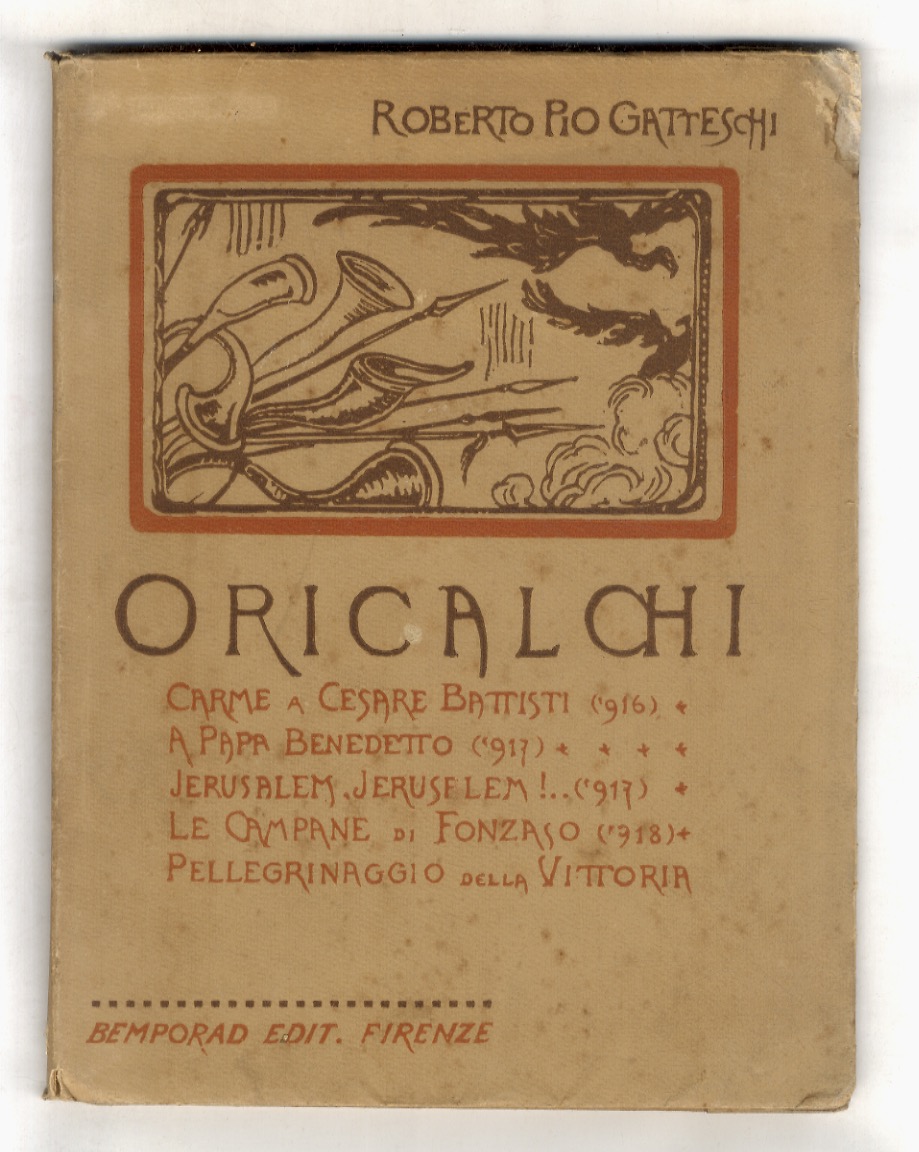 ROBERTO PIO GATTESCHI
ORICALCHI
CARME A CESARE BATTISTI ('916)
A PAPA BENEDETTO ('917)
JERUSALEM, JERUSELEM!..('917)
LE CAMPANE DI FONZASO ('918)
PELLEGRINAGGIO DELLA VITTORIA
BEMPORAD EDIT. FIRENZE